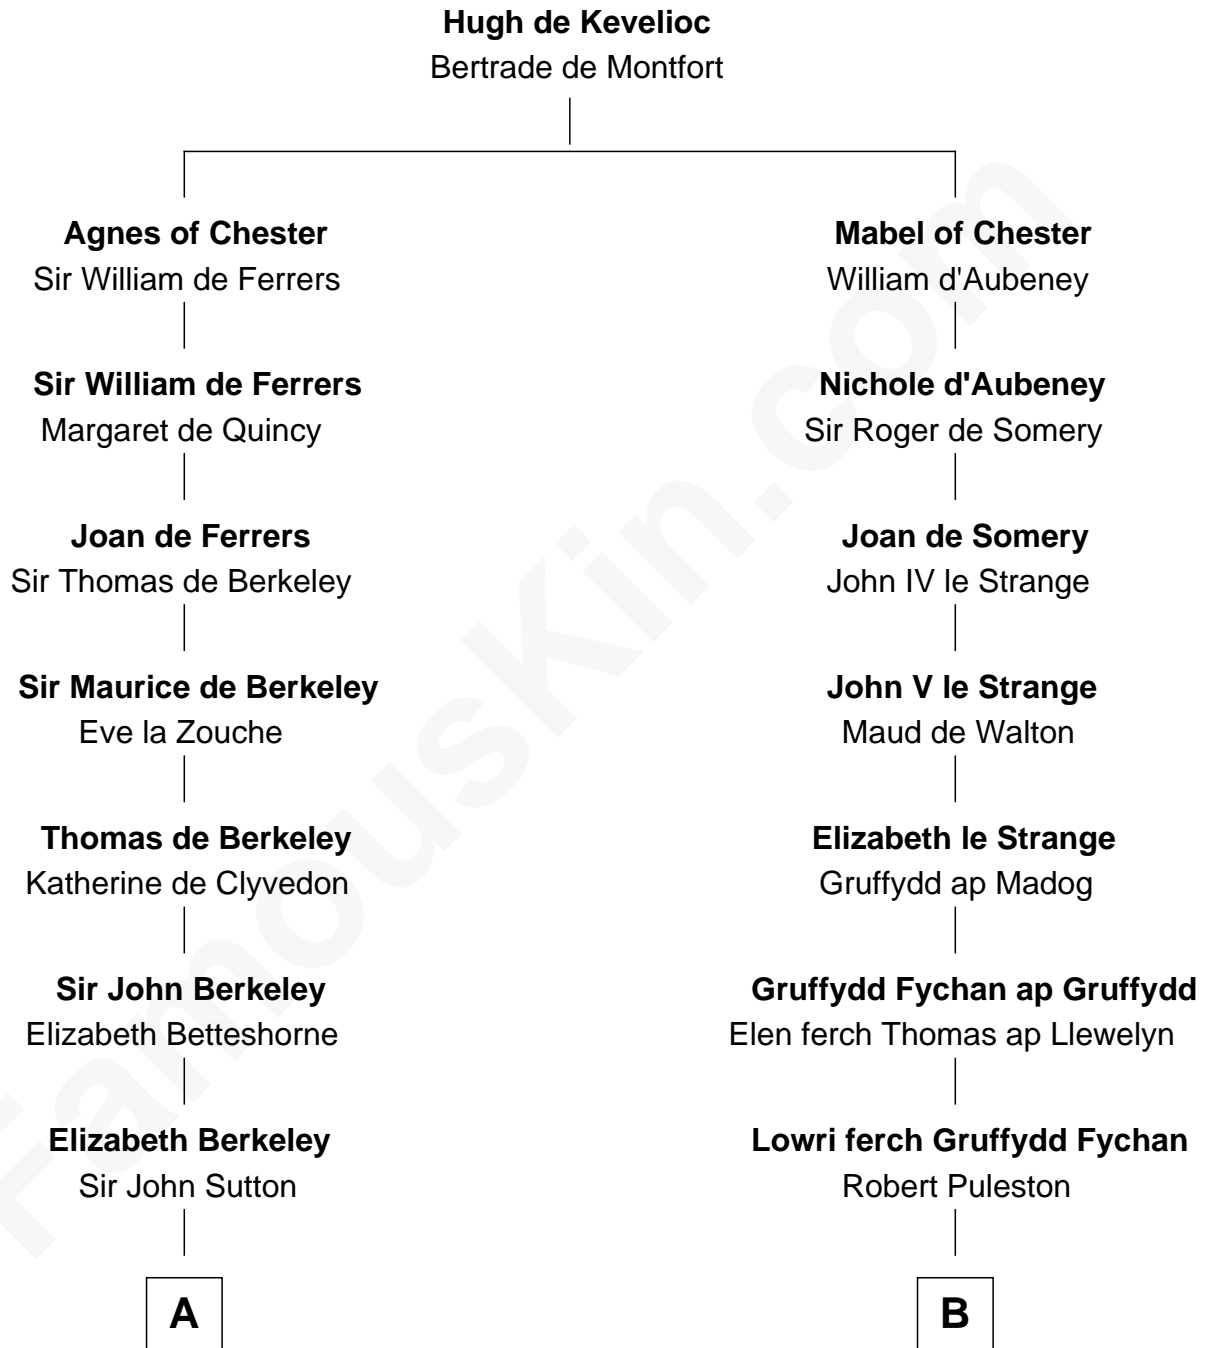 Hugh de Kevelioc
Bertrade de Montfort
Agnes of Chester
Sir William de Ferrers
Mabel of Chester
William d'Aubeney
Sir William de Ferrers
Margaret de Quincy
Nichole d'Aubeney
Sir Roger de Somery
Joan de Ferrers
Sir Thomas de Berkeley
Joan de Somery
John IV le Strange
Sir Maurice de Berkeley
Eve la Zouche
John V le Strange
Maud de Walton
Thomas de Berkeley
Katherine de Clyvedon
Elizabeth le Strange
Gruffydd ap Madog
Sir John Berkeley
Elizabeth Betteshorne
Gruffydd Fychan ap Gruffydd
Elen ferch Thomas ap Llewelyn
Elizabeth Berkeley
Sir John Sutton
Lowri ferch Gruffydd Fychan
Robert Puleston
A
B
FamousKin.com